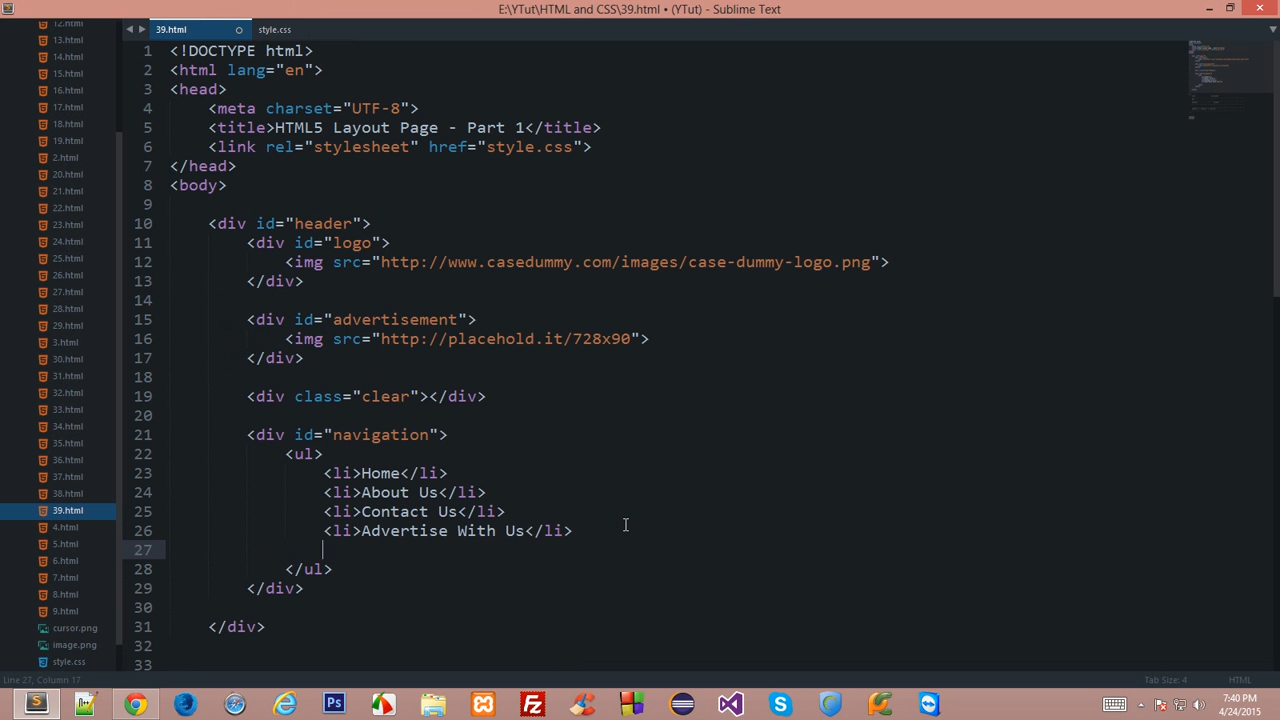 E:\YTut\HTML and CSS\39.html • (YTut) - Sublime Text
39.html
style.css
12.html
13.html
14.html
15.html
16.html
17.html
18.html
19.html
2.html
20.html
21.html
22.html
23.html
24.html
25.html
26.html
27.html
28.html
29.html
3.html
30.html
31.html
32.html
33.html
34.html
35.html
36.html
37.html
38.html
39.html
4.html
5.html
6.html
7.html
8.html
9.html
cursor.png
image.png
style.css
1 <!DOCTYPE html>
2 <html lang="en">
3 <head>
4 <meta charset="UTF-8">
5 <title>HTML5 Layout Page - Part 1</title>
6 <link rel="stylesheet" href="style.css">
7 </head>
8 <body>
9
10 <div id="header">
11 <div id="logo">
12 <img src="http://www.casedummy.com/images/case-dummy-logo.png">
13 </div>
14
15 <div id="advertisement">
16 <img src="http://placehold.it/728x90">
17 </div>
18
19 <div class="clear"></div>
20
21 <div id="navigation">
22 <ul>
23 <li>Home</li>
24 <li>About Us</li>
25 <li>Contact Us</li>
26 <li>Advertise With Us</li>
27
28 </ul>
29 </div>
30
31 </div>
32
33
Line 27, Column 17
Tab Size: 4
HTML
7:40 PM
4/24/2015